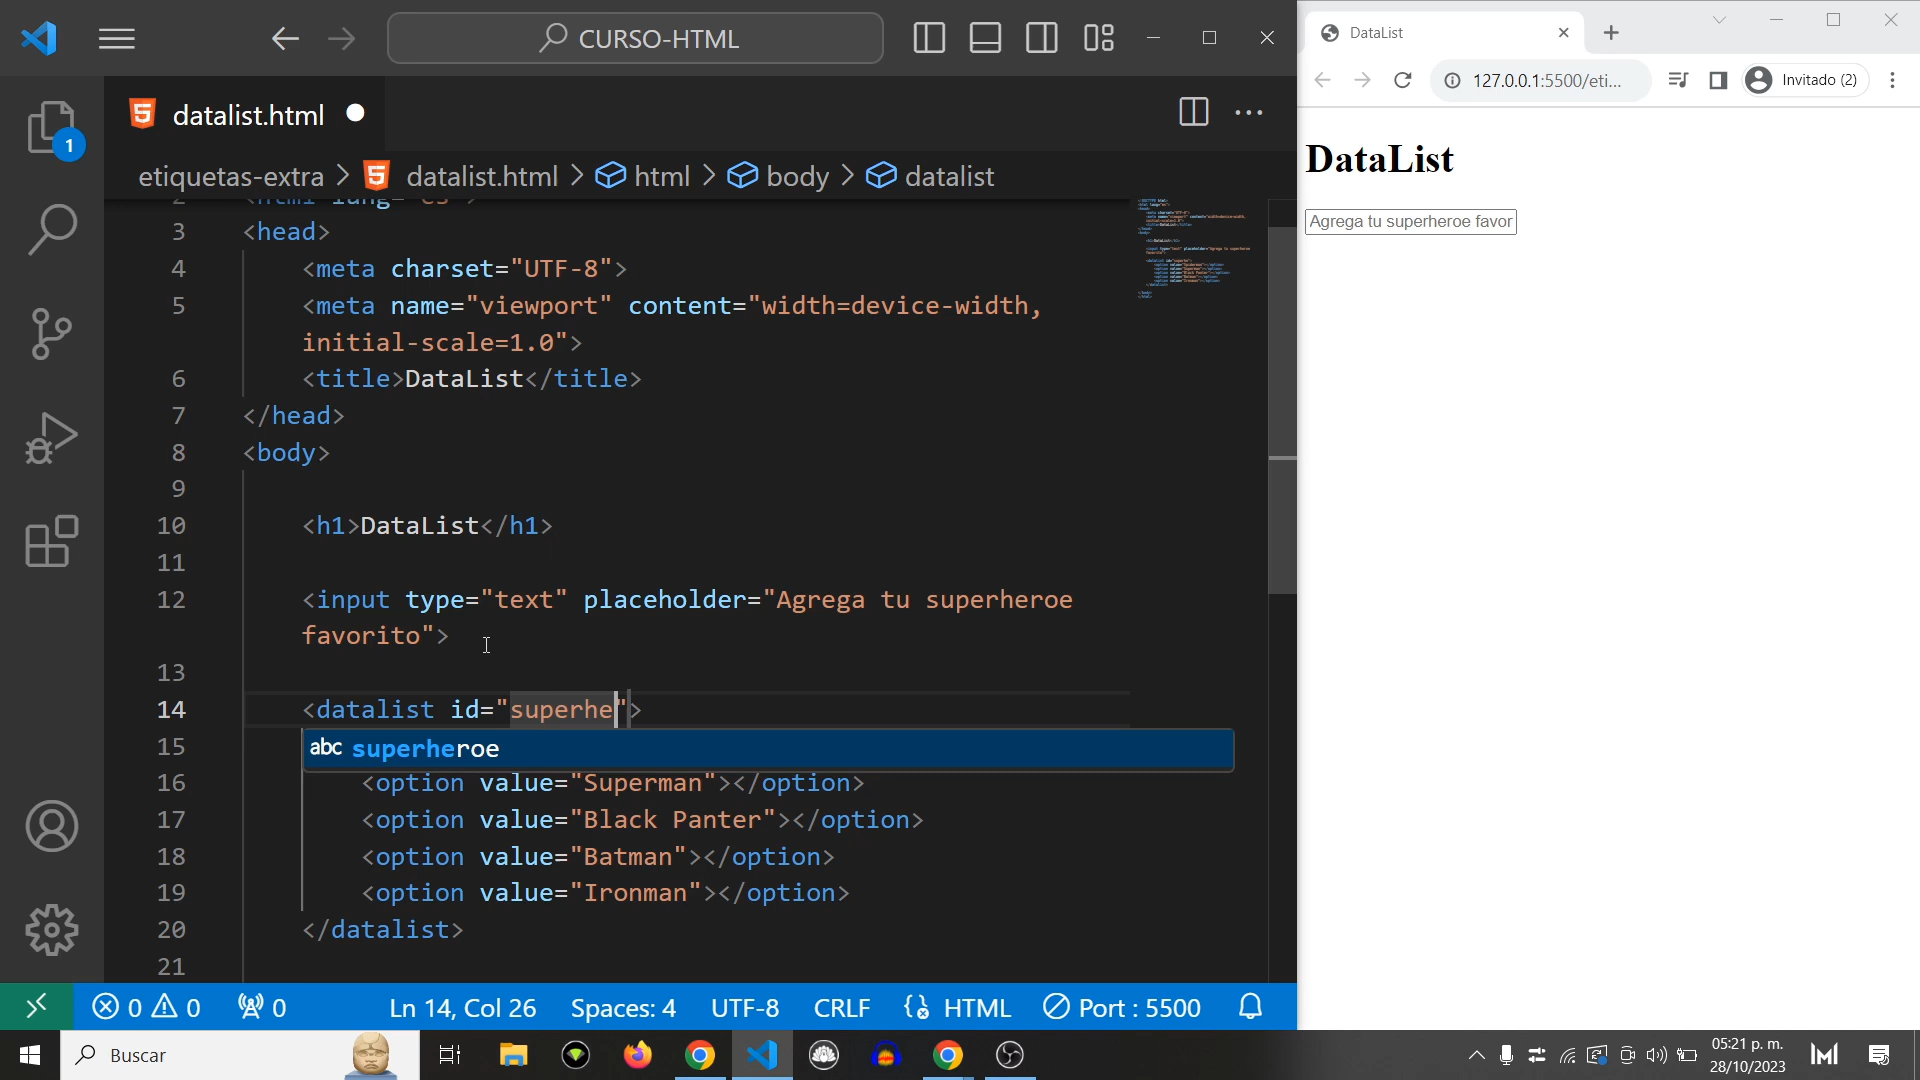 CURSO-HTML
datalist.html
1
etiquetas-extra > datalist.html > html > body > datalist
2 <html lang="es">
3 <head>
4 <meta charset="UTF-8">
5 <meta name="viewport" content="width=device-width,
initial-scale=1.0">
6 <title>DataList</title>
7 </head>
8 <body>
9
10 <h1>DataList</h1>
11
12 <input type="text" placeholder="Agrega tu superheroe
favorito">
13
14 <datalist id="superhe">
15 abc superheroe
16 <option value="Superman"></option>
17 <option value="Black Panter"></option>
18 <option value="Batman"></option>
19 <option value="Ironman"></option>
20 </datalist>
21
0 0 0 Ln 14, Col 26 Spaces: 4 UTF-8 CRLF HTML Port : 5500
DataList
127.0.0.1:5500/eti... Invitado (2)
DataList
Agrega tu superheroe favor
Buscar
05:21 p. m.
28/10/2023